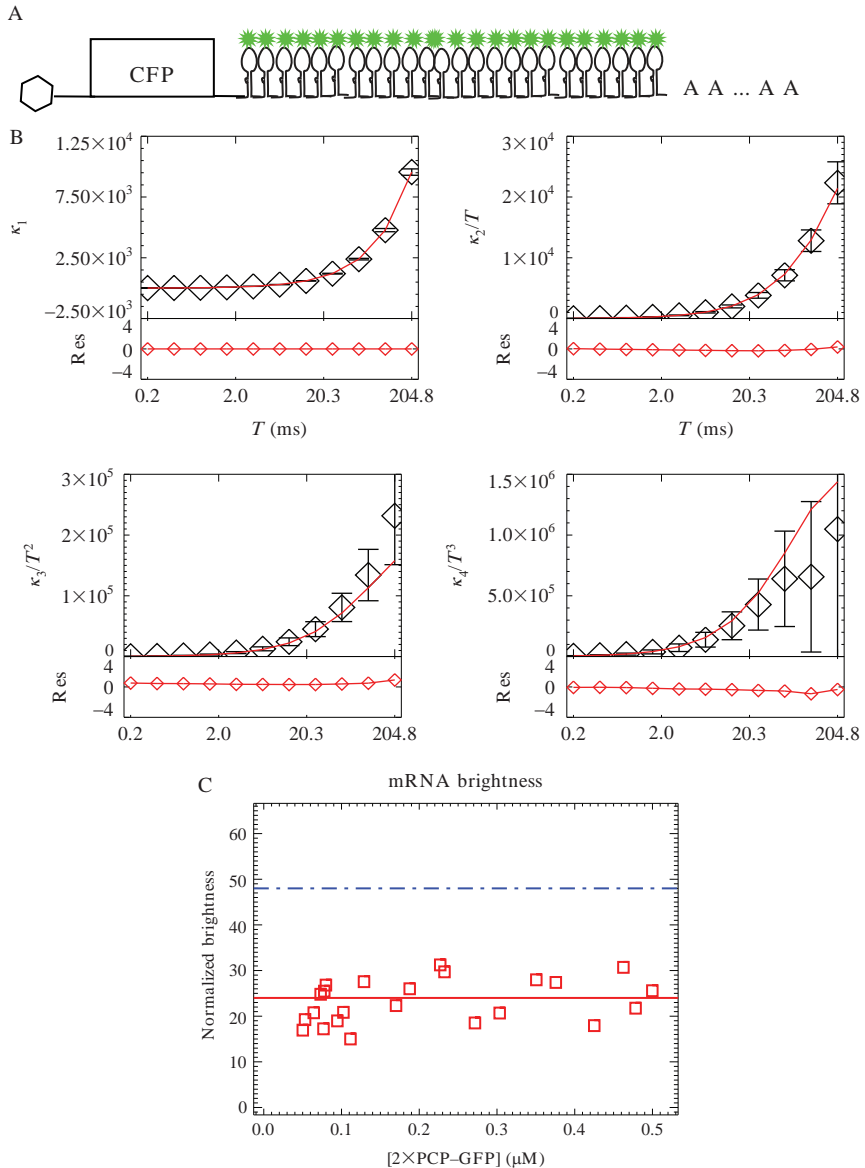 A
CFP
A A ... A A
B
1.25×10⁴
7.50×10³
2.50×10³
−2.50×10³
κ₁
4
0
−4
Res
0.2 2.0 20.3 204.8
T (ms)
3×10⁴
2×10⁴
1×10⁴
0
κ₂/T
4
0
−4
Res
0.2 2.0 20.3 204.8
T (ms)
3×10⁵
2×10⁵
1×10⁵
0
κ₃/T²
4
0
−4
Res
0.2 2.0 20.3 204.8
1.5×10⁶
1.0×10⁶
5.0×10⁵
0
κ₄/T³
4
0
−4
Res
0.2 2.0 20.3 204.8
C
mRNA brightness
60
50
40
30
20
10
0
Normalized brightness
0.0 0.1 0.2 0.3 0.4 0.5
[2×PCP–GFP] (μM)